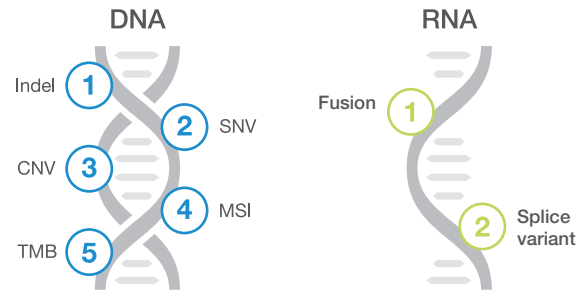 DNA
Indel 1
2 SNV
CNV 3
4 MSI
TMB 5
RNA
Fusion 1
2 Splice
variant